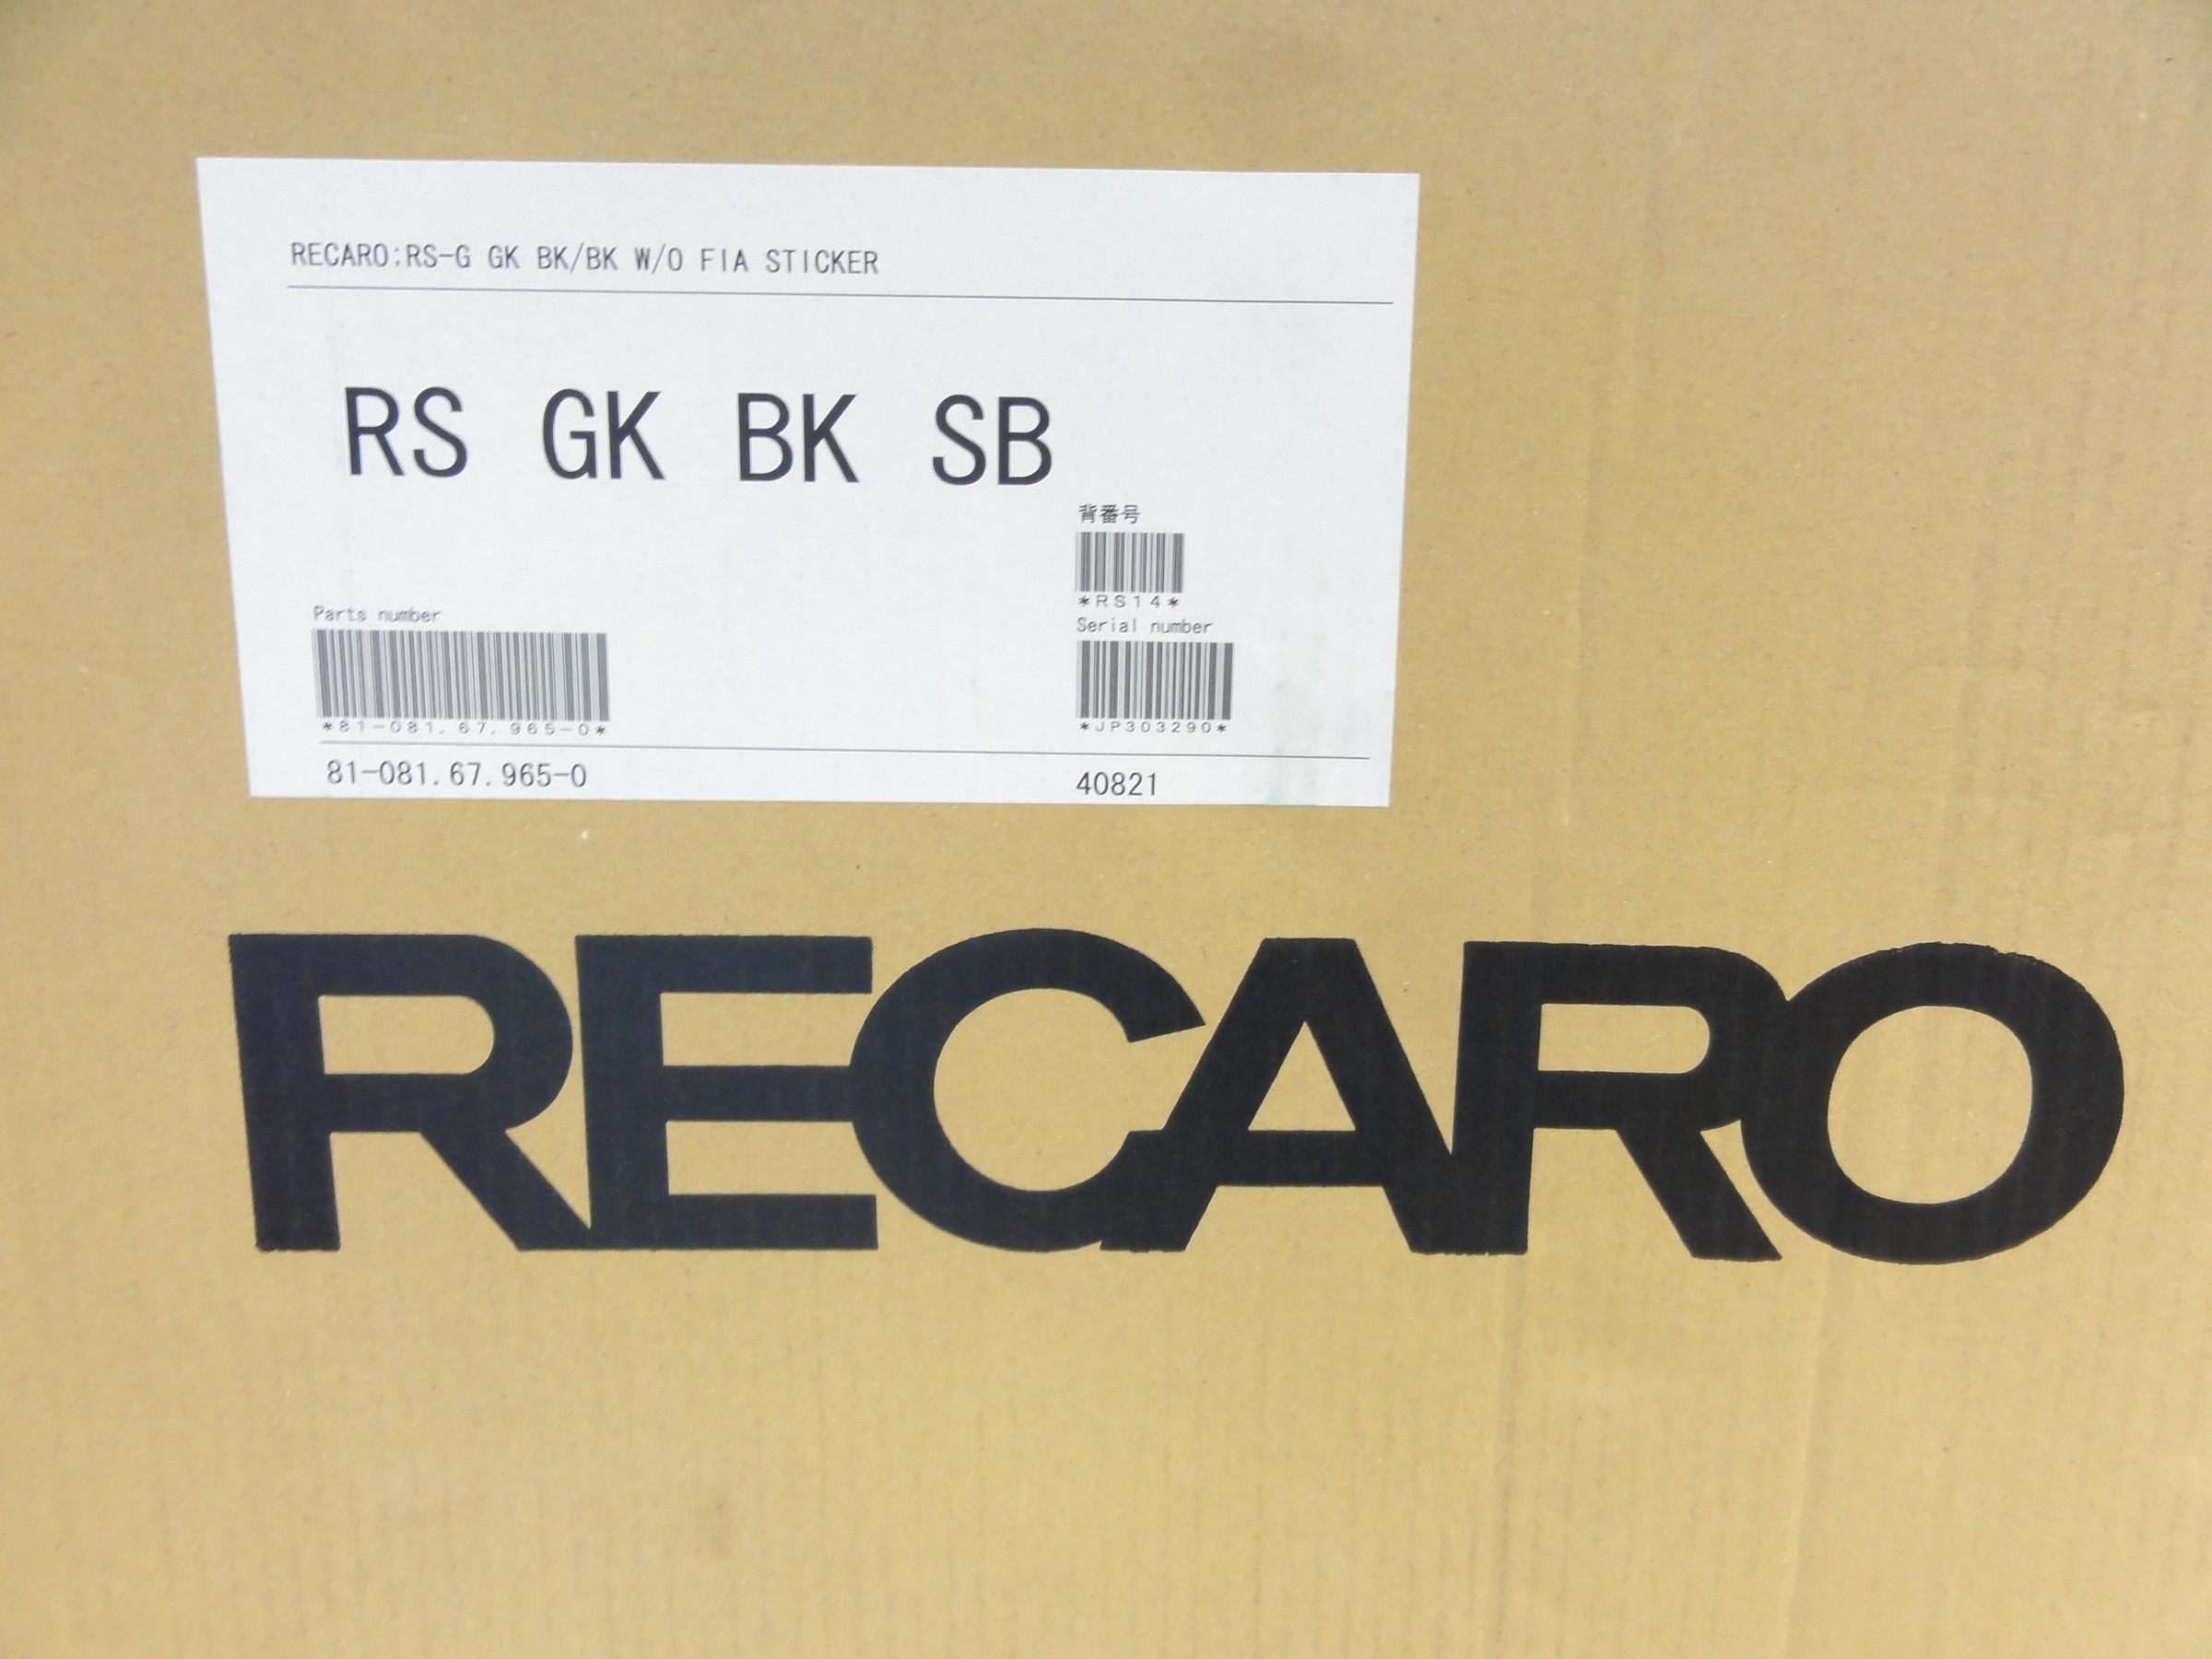 RECARO:RS-G GK BK/BK W/O FIA STICKER
RS GK BK SB
背番号
*RS14*
Parts number
Serial number
*81-081.67.965-0*
*JP303290*
81-081.67.965-0
40821
RECARO